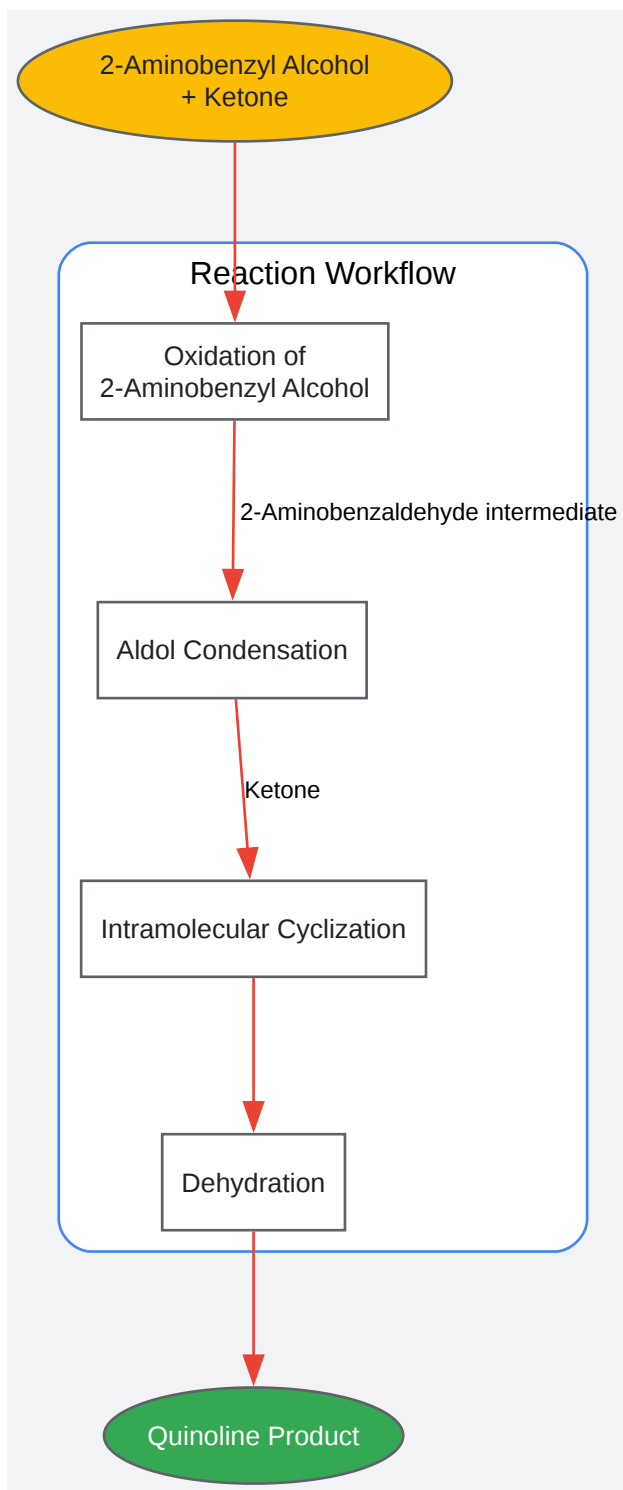 2-Aminobenzyl Alcohol
+ Ketone
Reaction Workflow
Oxidation of
2-Aminobenzyl Alcohol
2-Aminobenzaldehyde intermediate
Aldol Condensation
Ketone
Intramolecular Cyclization
Dehydration
Quinoline Product